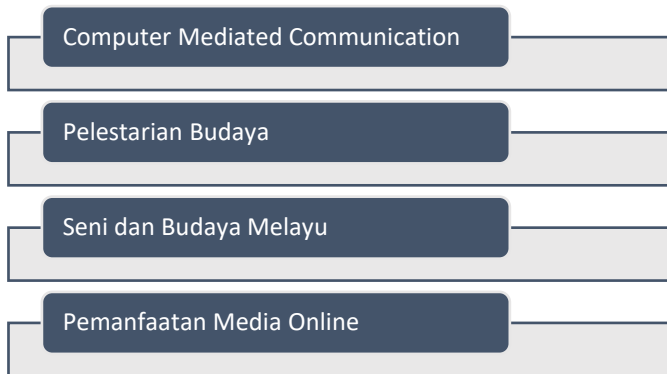 Computer Mediated Communication
Pelestarian Budaya
Seni dan Budaya Melayu
Pemanfaatan Media Online